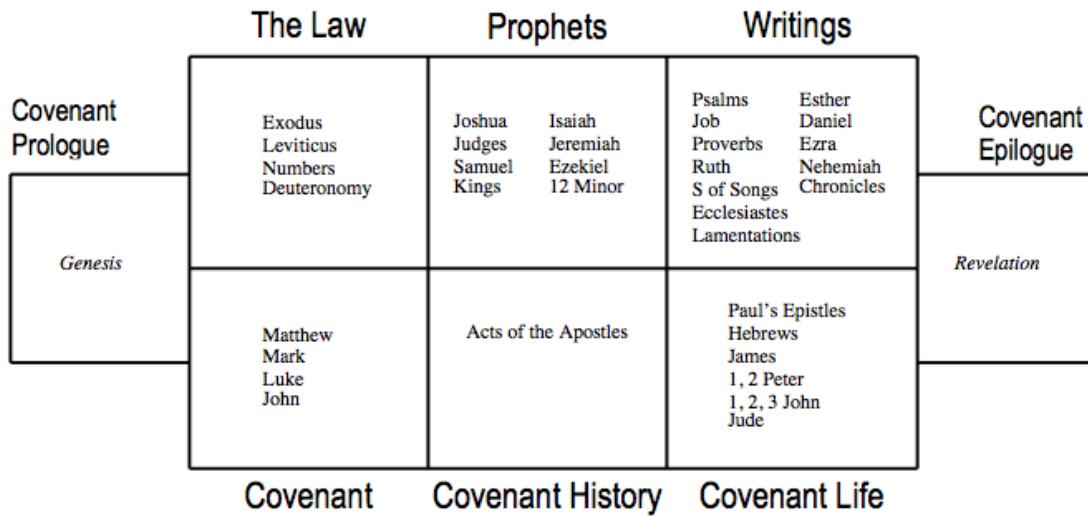 The Law
Prophets
Writings
Covenant
Prologue
Genesis
Exodus
Leviticus
Numbers
Deuteronomy
Joshua
Judges
Samuel
Kings
Isaiah
Jeremiah
Ezekiel
12 Minor
Psalms
Job
Proverbs
Ruth
S of Songs
Ecclesiastes
Lamentations
Esther
Daniel
Ezra
Nehemiah
Chronicles
Covenant
Epilogue
Revelation
Matthew
Mark
Luke
John
Acts of the Apostles
Paul's Epistles
Hebrews
James
1, 2 Peter
1, 2, 3 John
Jude
Covenant
Covenant History
Covenant Life